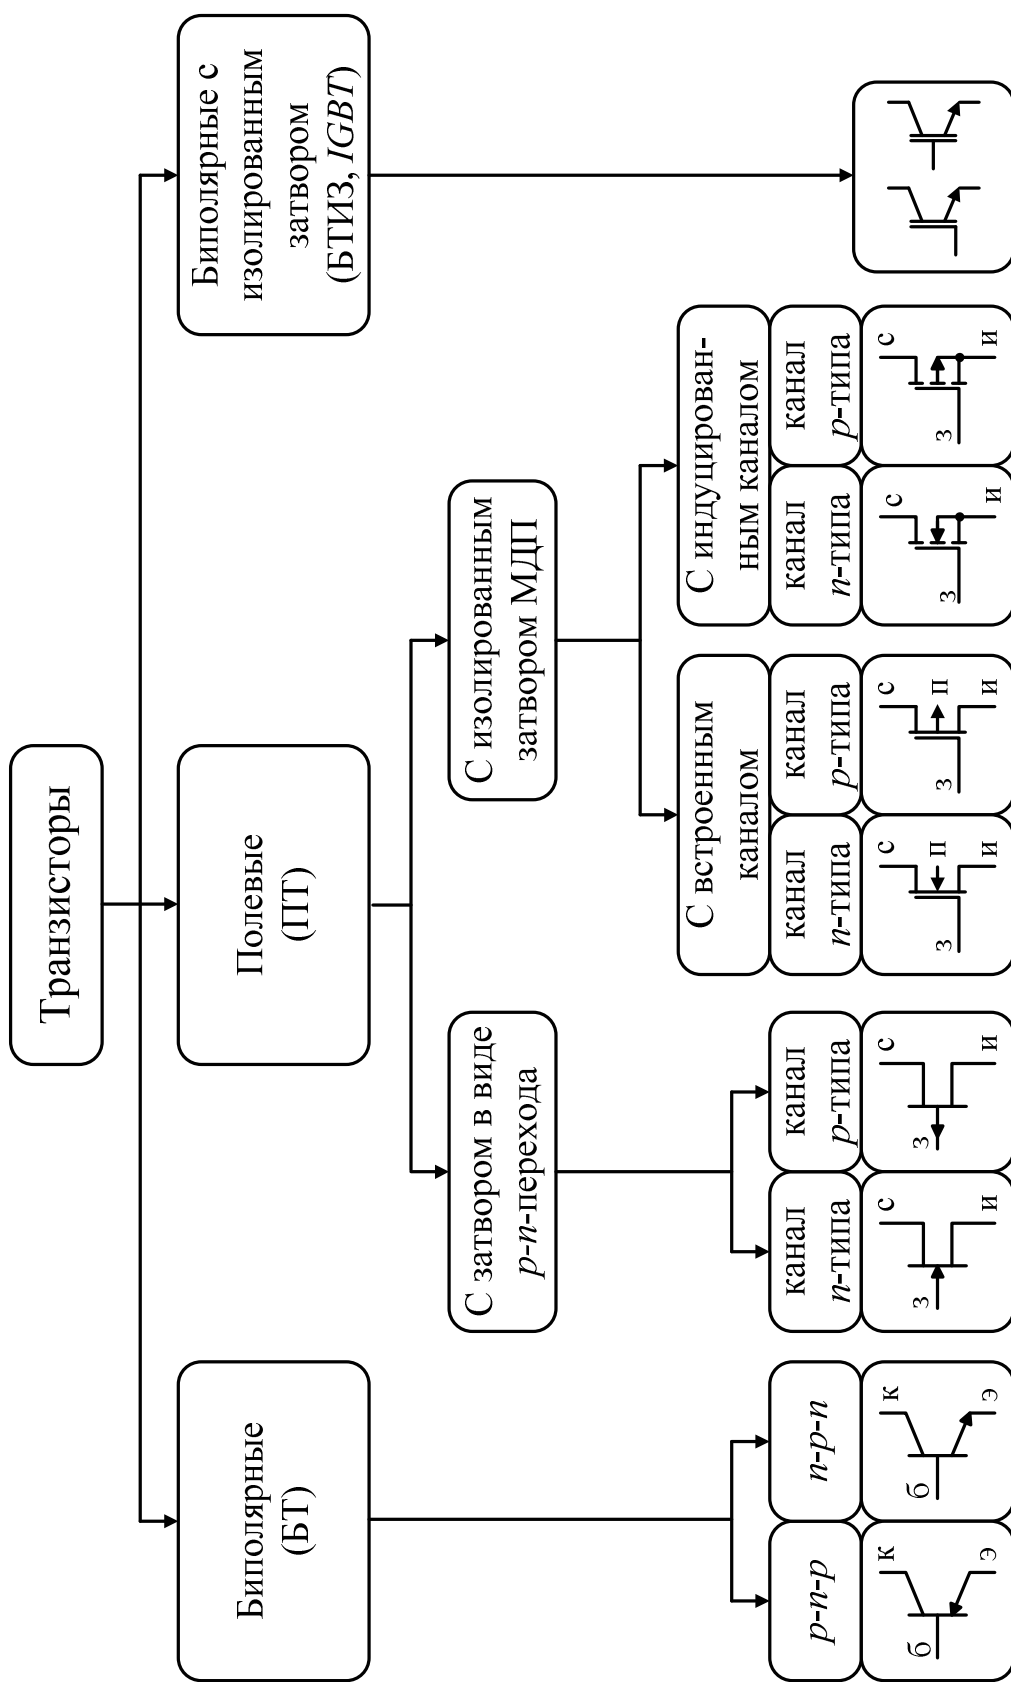 Транзисторы
Биполярные
(БТ)
Полевые
(ПТ)
Биполярные с
изолированным
затвором
(БТИЗ, IGBT)
С затвором в виде
p-n-перехода
С изолированным
затвором МДП
С встроенным
каналом
С индуцирован-
ным каналом
p-n-p
n-p-n
канал
n-типа
канал
p-типа
канал
n-типа
канал
p-типа
канал
n-типа
канал
p-типа
б
к
э
б
к
э
з
с
и
з
с
и
з
с
п
и
з
с
п
и
з
с
и
з
с
и